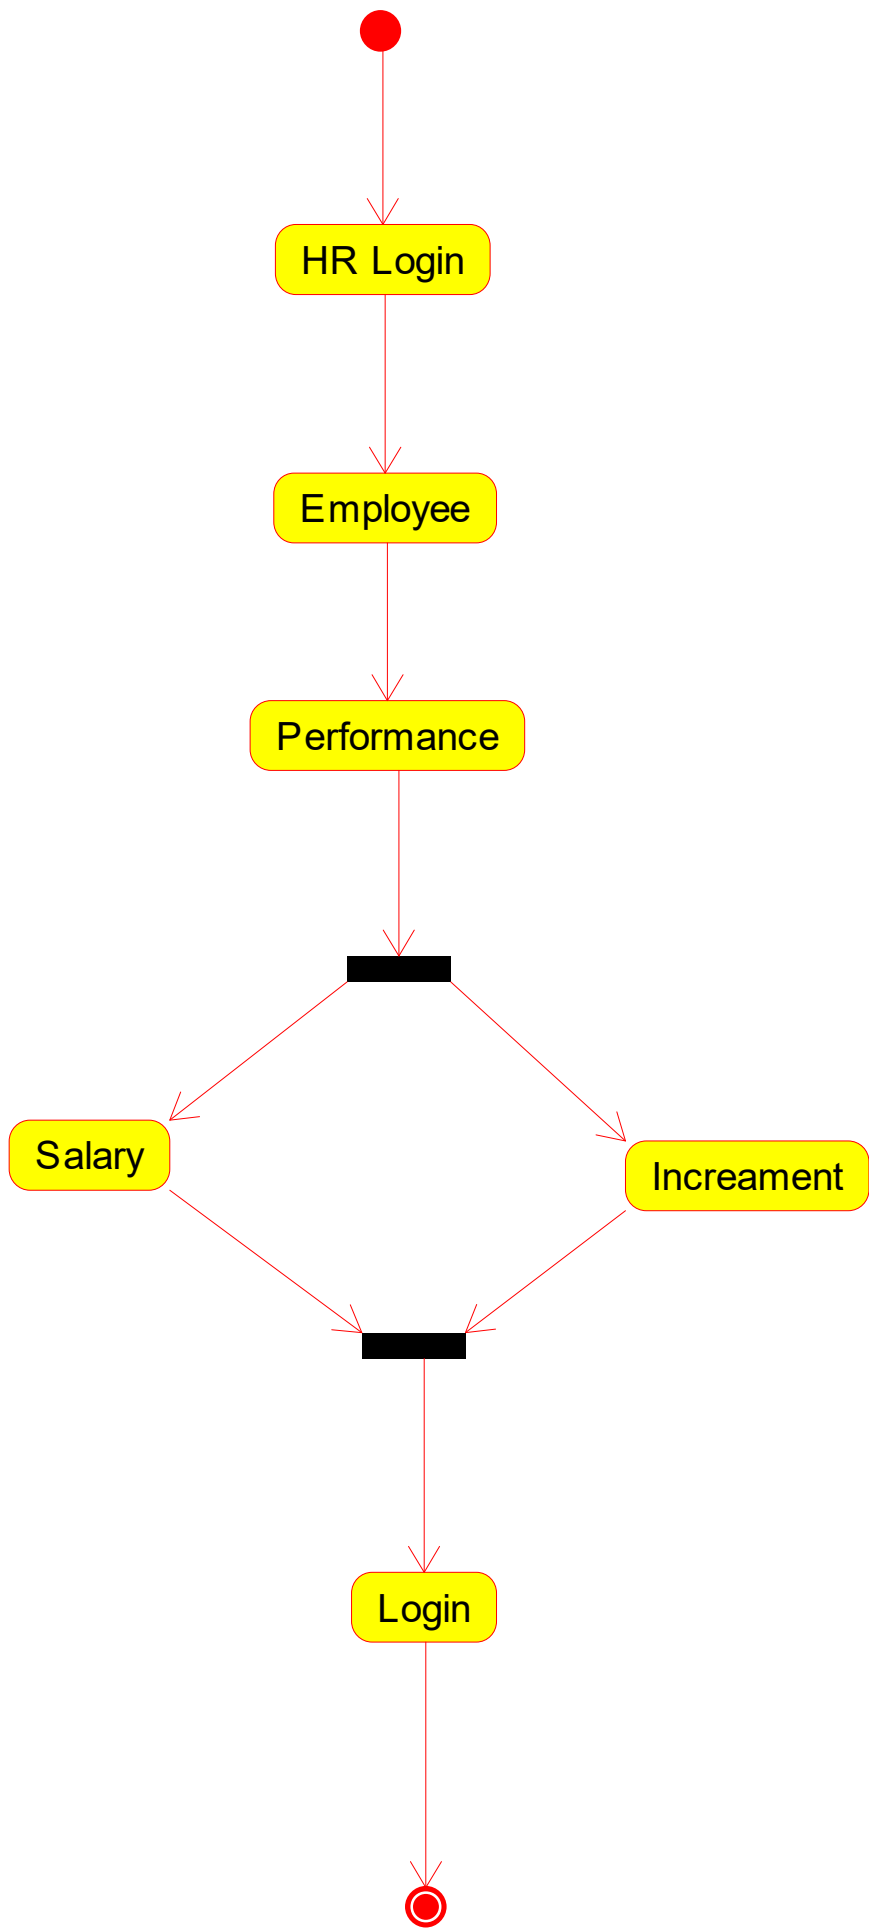 HR Login
Employee
Performance
Salary
Increament
Login